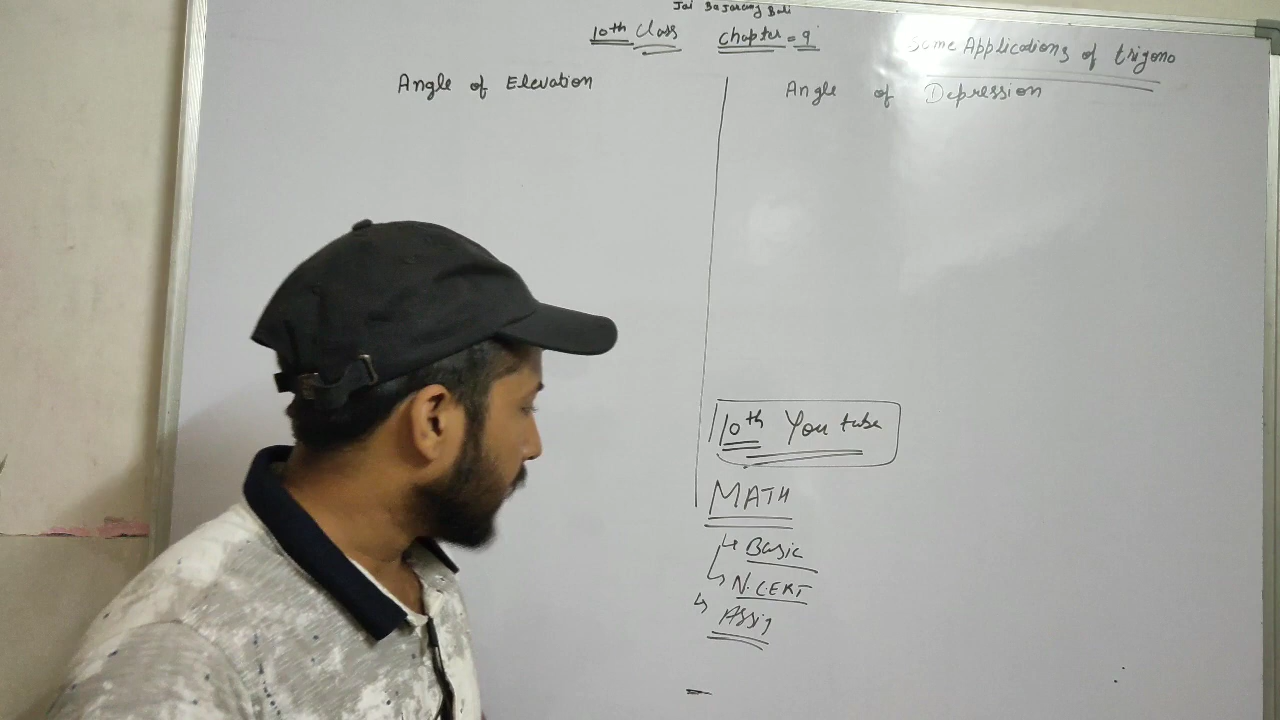 Jai Bajarang Bali
10th Class Chapter = 9 Some Applications of trigono
Angle of Elevation
Angle of Depression
10th You tube
MATH
↳ Basic
↳ N.CERT
↳ Assig